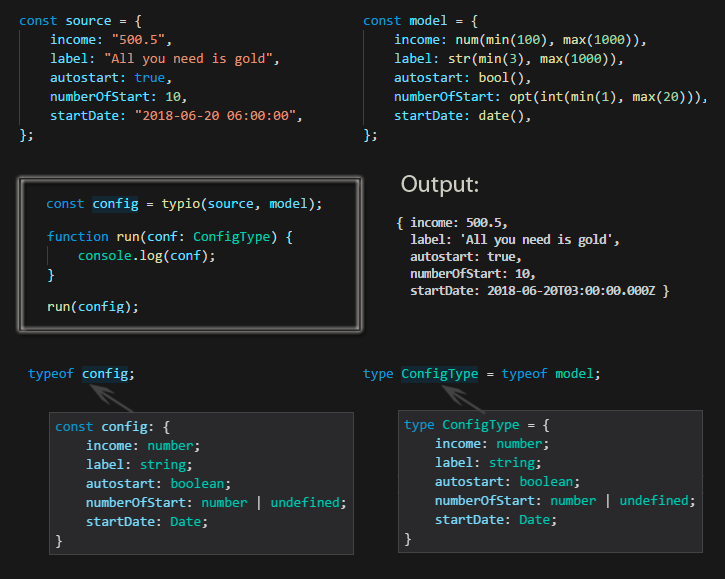 const source = {
    income: "500.5",
    label: "All you need is gold",
    autostart: true,
    numberOfStart: 10,
    startDate: "2018-06-20 06:00:00",
};
const model = {
    income: num(min(100), max(1000)),
    label: str(min(3), max(1000)),
    autostart: bool(),
    numberOfStart: opt(int(min(1), max(20))),
    startDate: date(),
};
const config = typio(source, model);
function run(conf: ConfigType) {
    console.log(conf);
}
run(config);
Output:
{ income: 500.5,
  label: 'All you need is gold',
  autostart: true,
  numberOfStart: 10,
  startDate: 2018-06-20T03:00:00.000Z }
typeof config;
const config: {
    income: number;
    label: string;
    autostart: boolean;
    numberOfStart: number | undefined;
    startDate: Date;
}
type ConfigType = typeof model;
type ConfigType = {
    income: number;
    label: string;
    autostart: boolean;
    numberOfStart: number | undefined;
    startDate: Date;
}